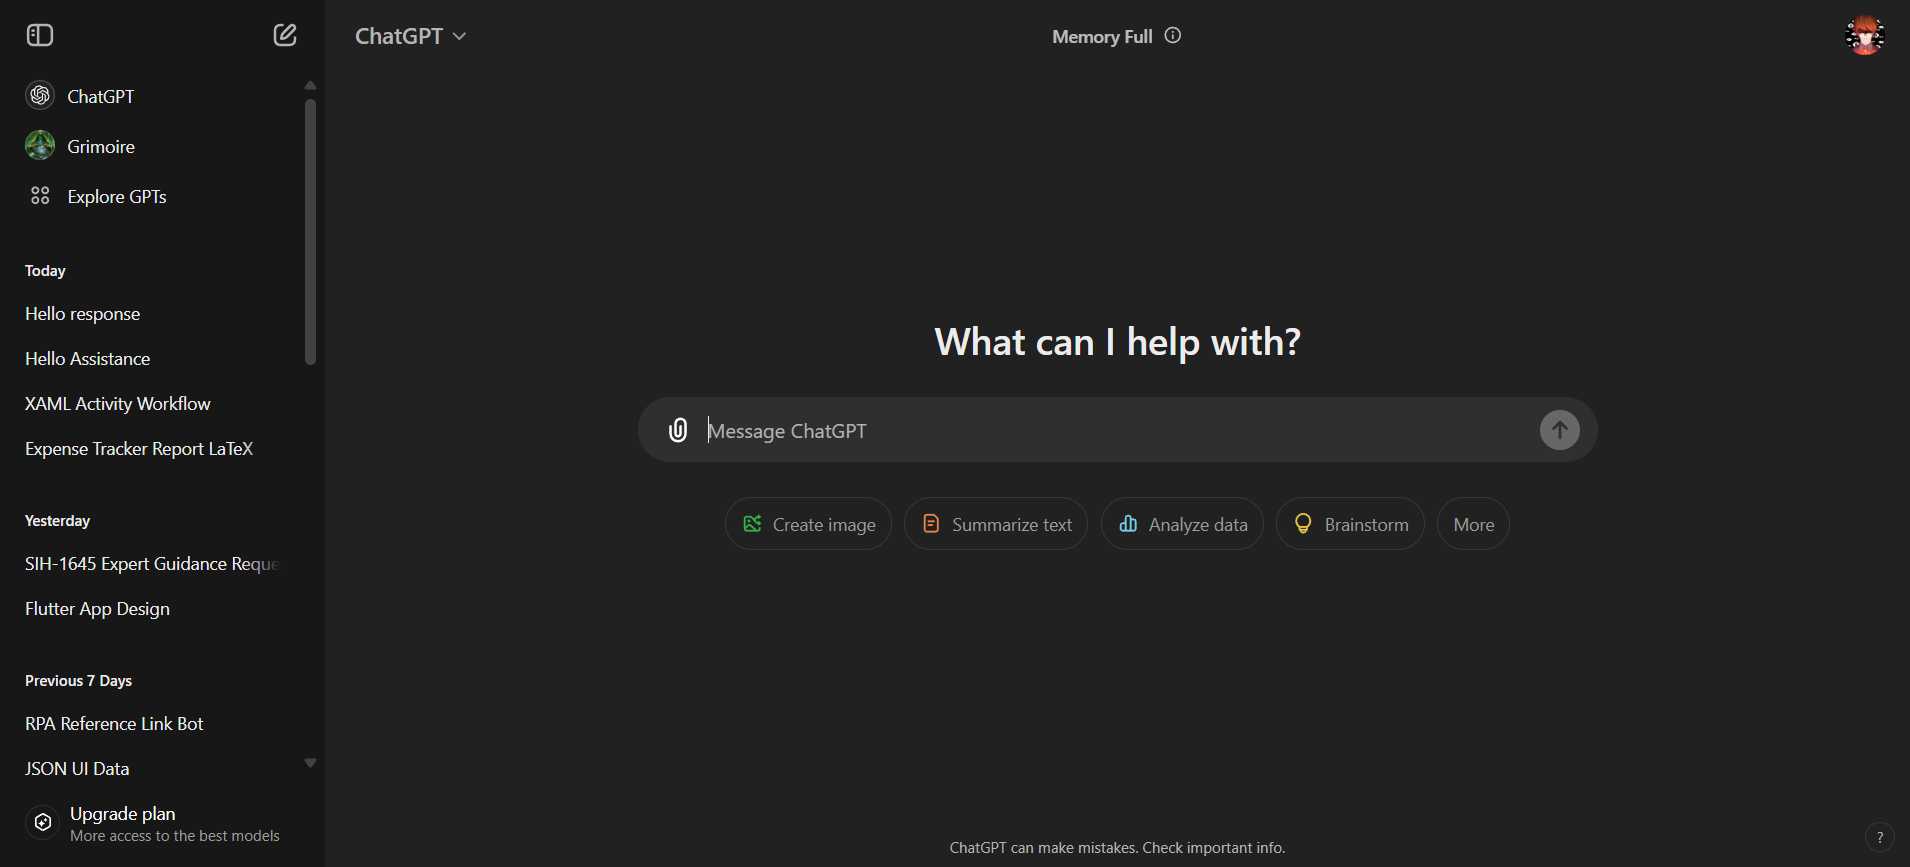 ChatGPT
Memory Full
ChatGPT
Grimoire
Explore GPTs
Today
Hello response
Hello Assistance
XAML Activity Workflow
Expense Tracker Report LaTeX
Yesterday
SIH-1645 Expert Guidance Reque
Flutter App Design
Previous 7 Days
RPA Reference Link Bot
JSON UI Data
Upgrade plan
More access to the best models
What can I help with?
Message ChatGPT
Create image
Summarize text
Analyze data
Brainstorm
More
ChatGPT can make mistakes. Check important info.
?